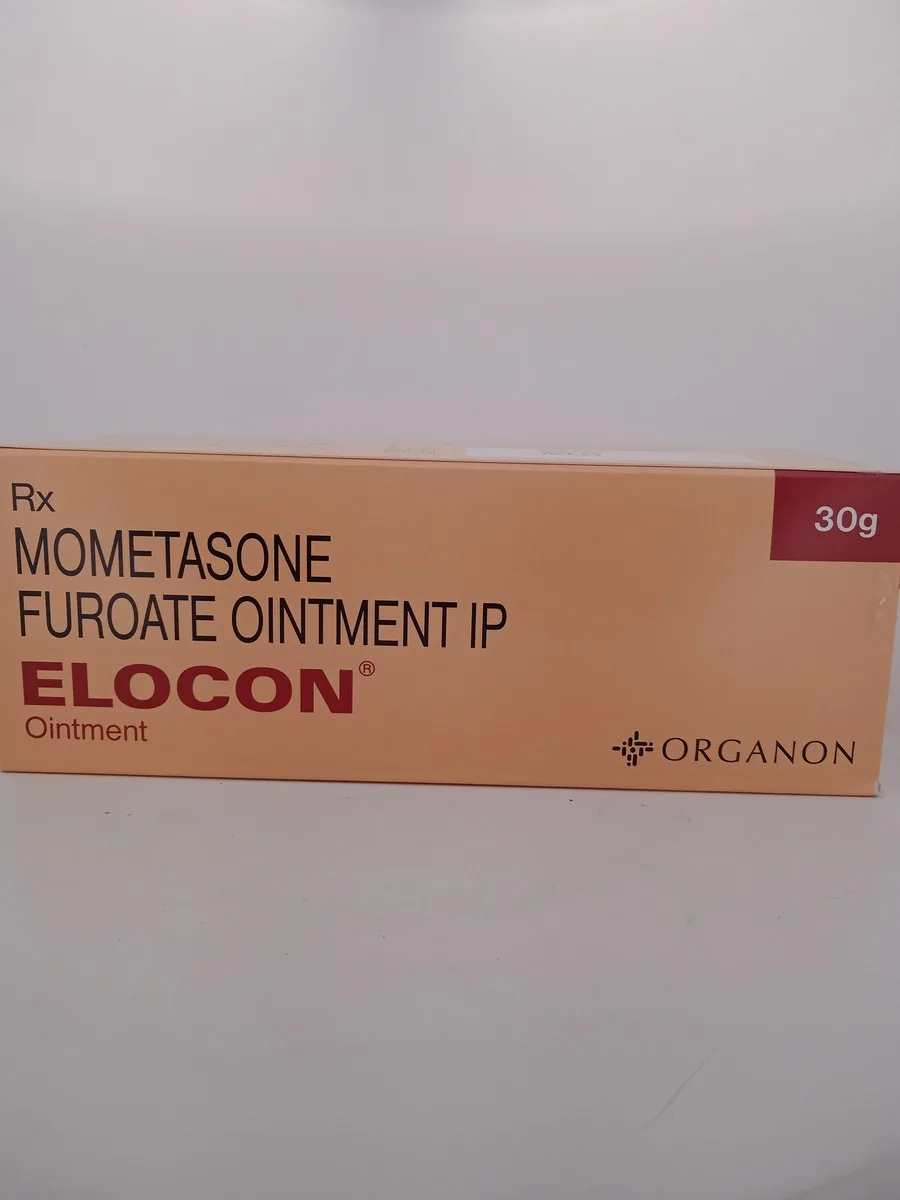 Rx
30g
MOMETASONE
FUROATE OINTMENT IP
ELOCON®
Ointment
ORGANON